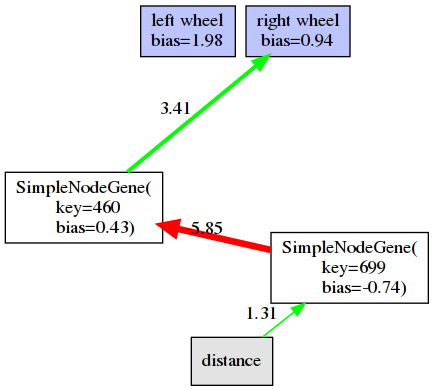 left wheel
bias=1.98
right wheel
bias=0.94
3.41
SimpleNodeGene(
key=460
bias=0.43)
5.85
SimpleNodeGene(
key=699
bias=-0.74)
1.31
distance